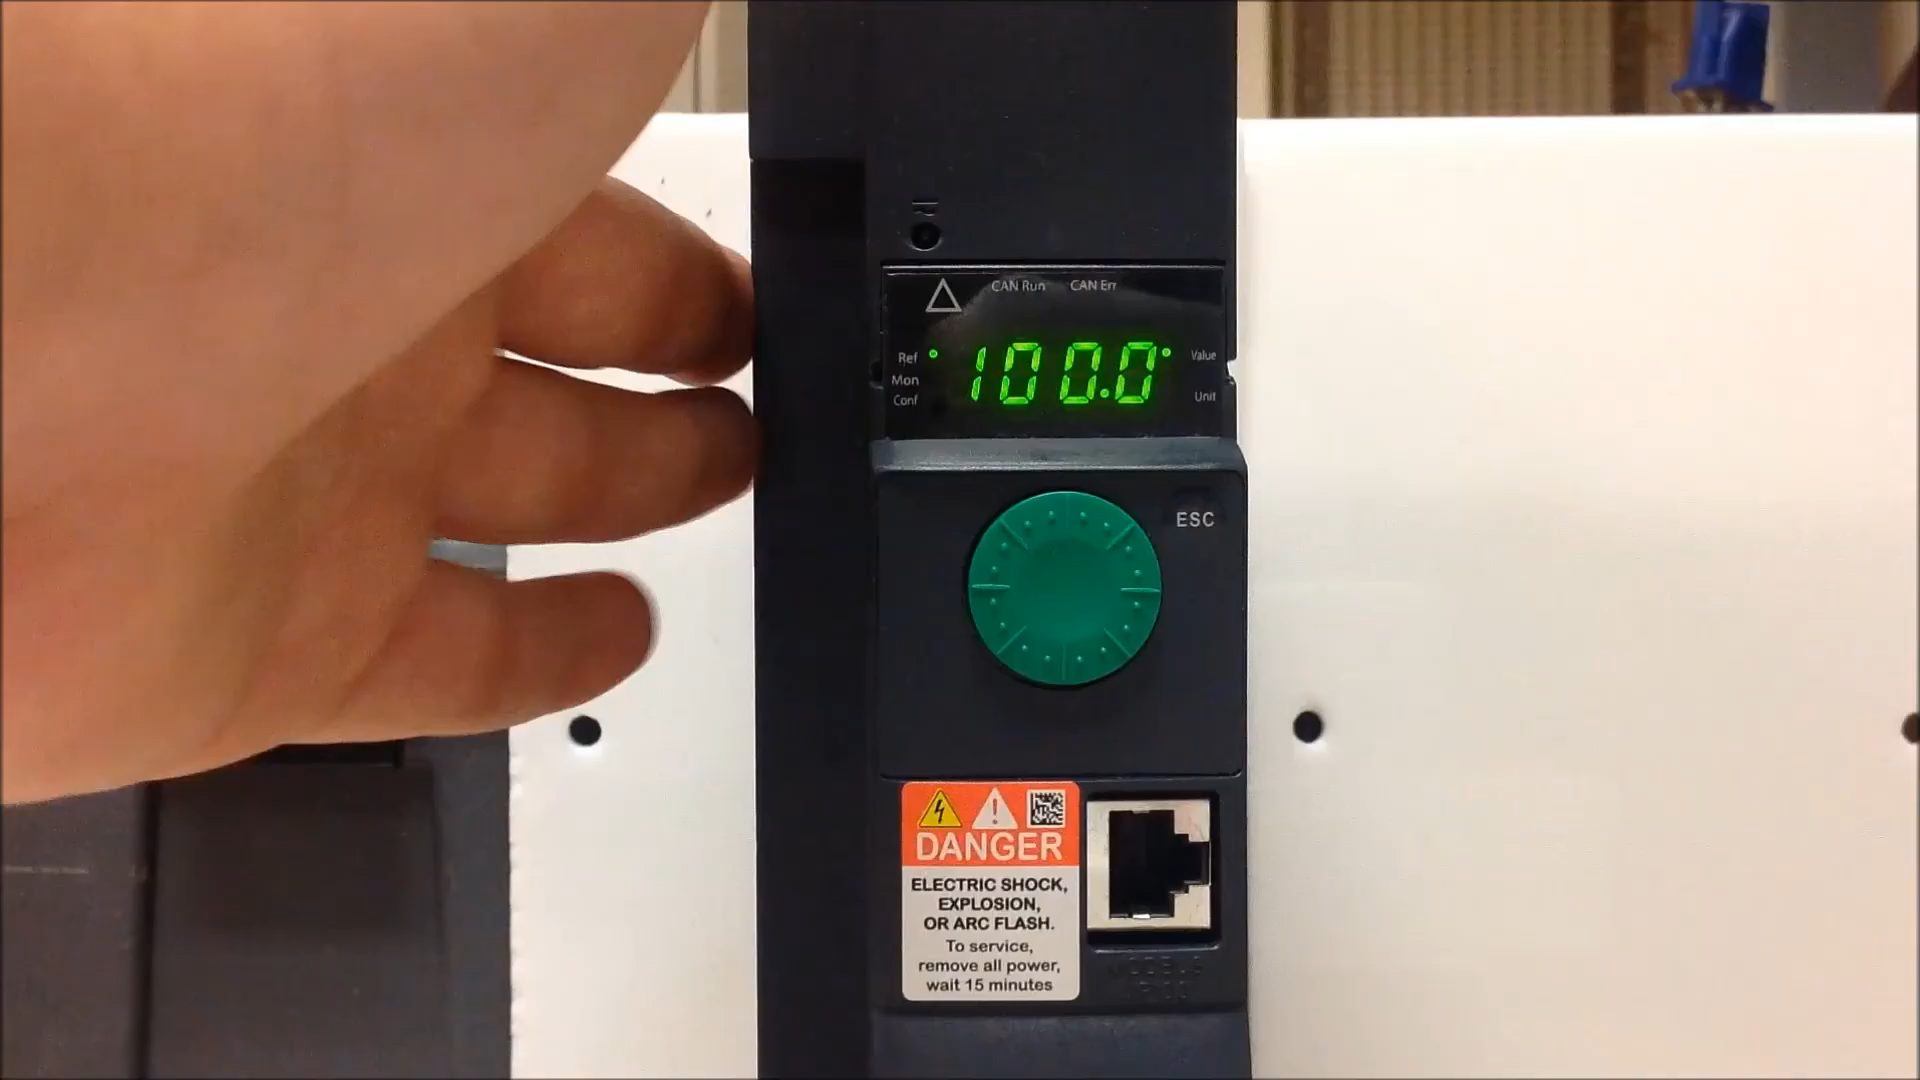 CAN Run CAN Err
Ref 100.0 Value
Mon
Conf Unit
ESC
DANGER
ELECTRIC SHOCK,
EXPLOSION,
OR ARC FLASH.
To service,
remove all power,
wait 15 minutes